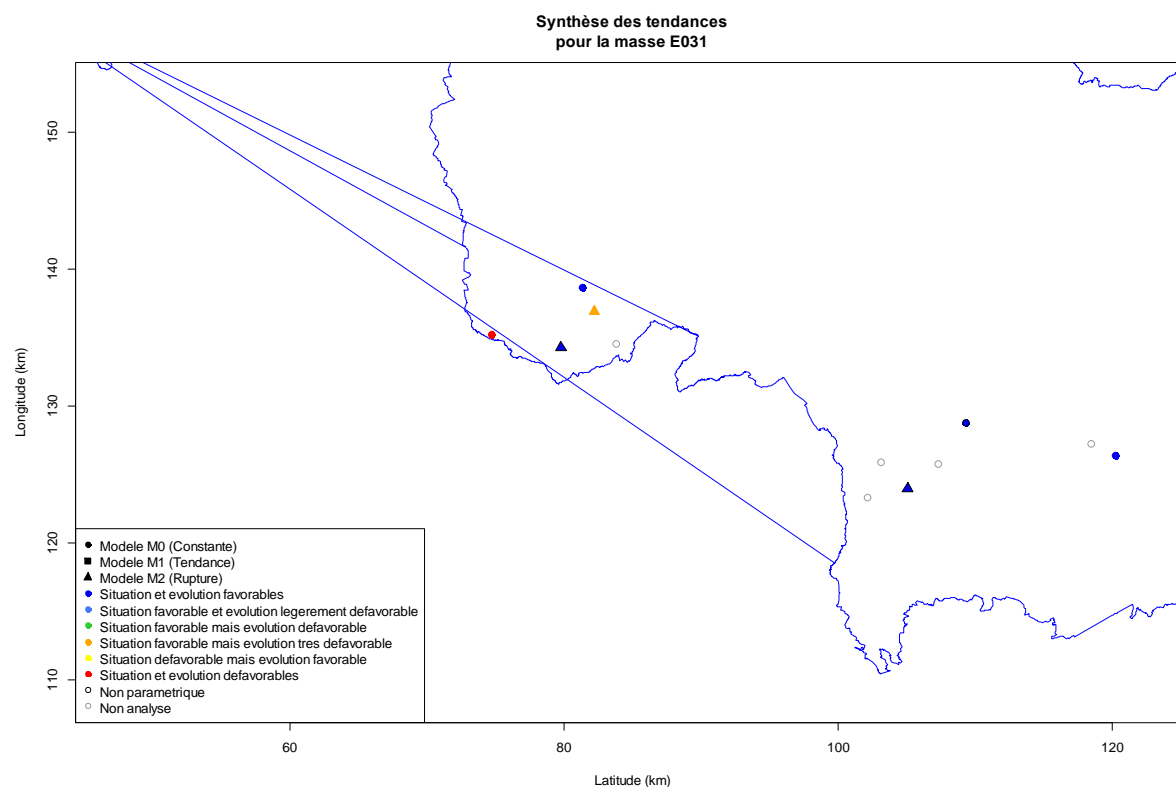 Synthèse des tendances
pour la masse E031
Longitude (km)
150
140
130
120
110
Modele M0 (Constante)
Modele M1 (Tendance)
Modele M2 (Rupture)
Situation et evolution favorables
Situation favorable et evolution legerement defavorable
Situation favorable mais evolution defavorable
Situation favorable mais evolution tres defavorable
Situation defavorable mais evolution favorable
Situation et evolution defavorables
Non parametrique
Non analyse
60
80
100
120
Latitude (km)